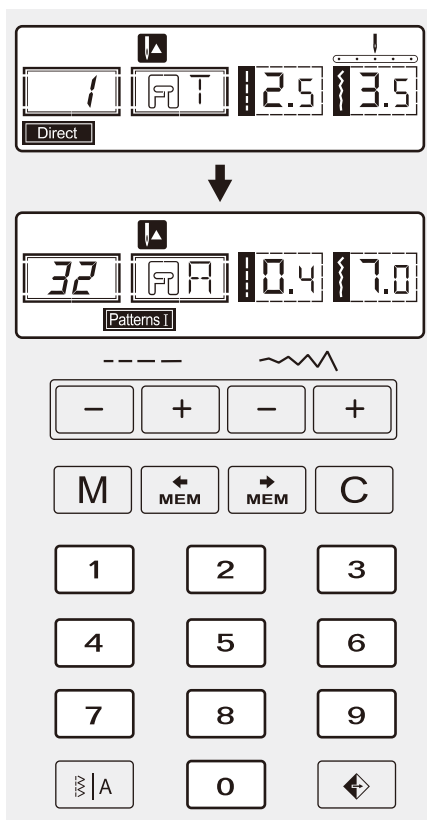 1 T 2.5 3.5
Direct
32 A 0.4 7.0
Patterns I
- + - +
M MEM MEM C
1 2 3
4 5 6
7 8 9
A 0